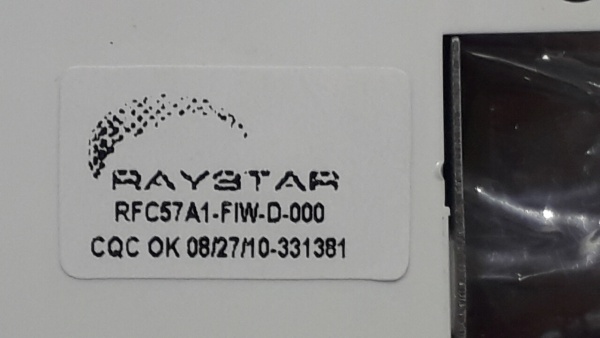 RAYSTAR
RFC57A1-FIW-D-000
CQC OK 08/27/10-331381